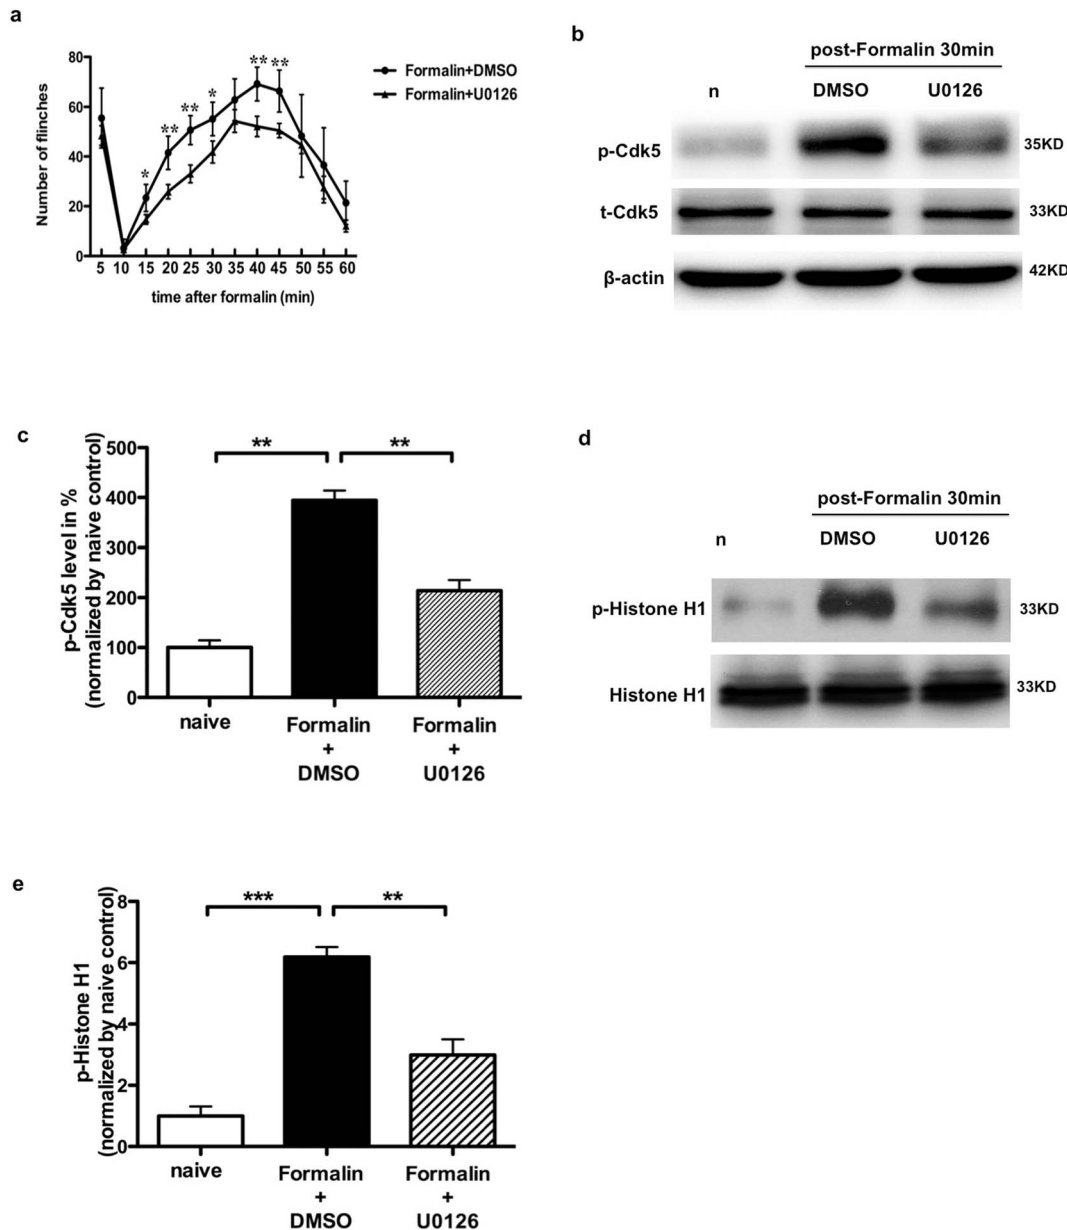 a
80
60
40
20
0
Number of flinches
* ** ** * ** **
Formalin+DMSO
Formalin+U0126
5 10 15 20 25 30 35 40 45 50 55 60
time after formalin (min)
b
post-Formalin 30min
n DMSO U0126
p-Cdk5 35KD
t-Cdk5 33KD
β-actin 42KD
c
p-Cdk5 level in %
(normalized by naive control)
500
400
300
200
100
0
** **
naive
Formalin
+
DMSO
Formalin
+
U0126
d
post-Formalin 30min
n DMSO U0126
p-Histone H1 33KD
Histone H1 33KD
e
p-Histone H1
(normalized by naive control)
8
6
4
2
0
*** **
naive
Formalin
+
DMSO
Formalin
+
U0126